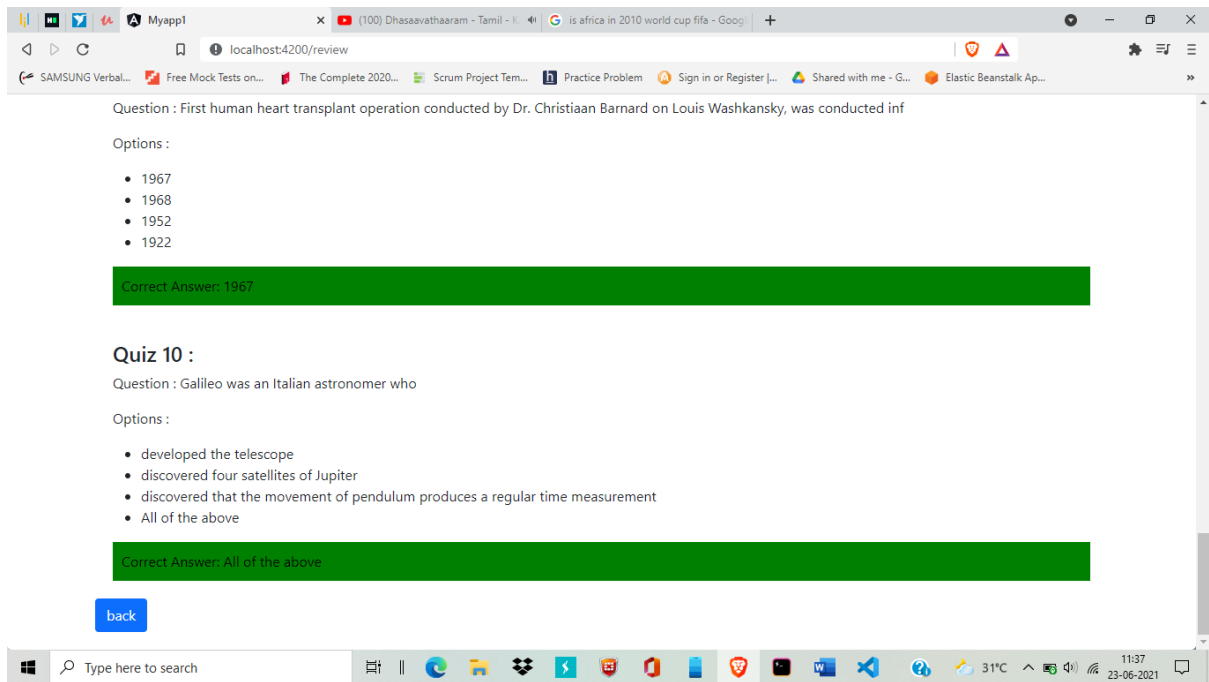 Myapp1
(100) Dhasaavathaaram - Tamil - K
is africa in 2010 world cup fifa - Goog
localhost:4200/review
SAMSUNG Verbal...
Free Mock Tests on...
The Complete 2020...
Scrum Project Tem...
Practice Problem
Sign in or Register |...
Shared with me - G...
Elastic Beanstalk Ap...
Question : First human heart transplant operation conducted by Dr. Christiaan Barnard on Louis Washkansky, was conducted inf
Options :
1967
1968
1952
1922
Correct Answer: 1967
Quiz 10 :
Question : Galileo was an Italian astronomer who
Options :
developed the telescope
discovered four satellites of Jupiter
discovered that the movement of pendulum produces a regular time measurement
All of the above
Correct Answer: All of the above
back
Type here to search
31°C
11:37
23-06-2021